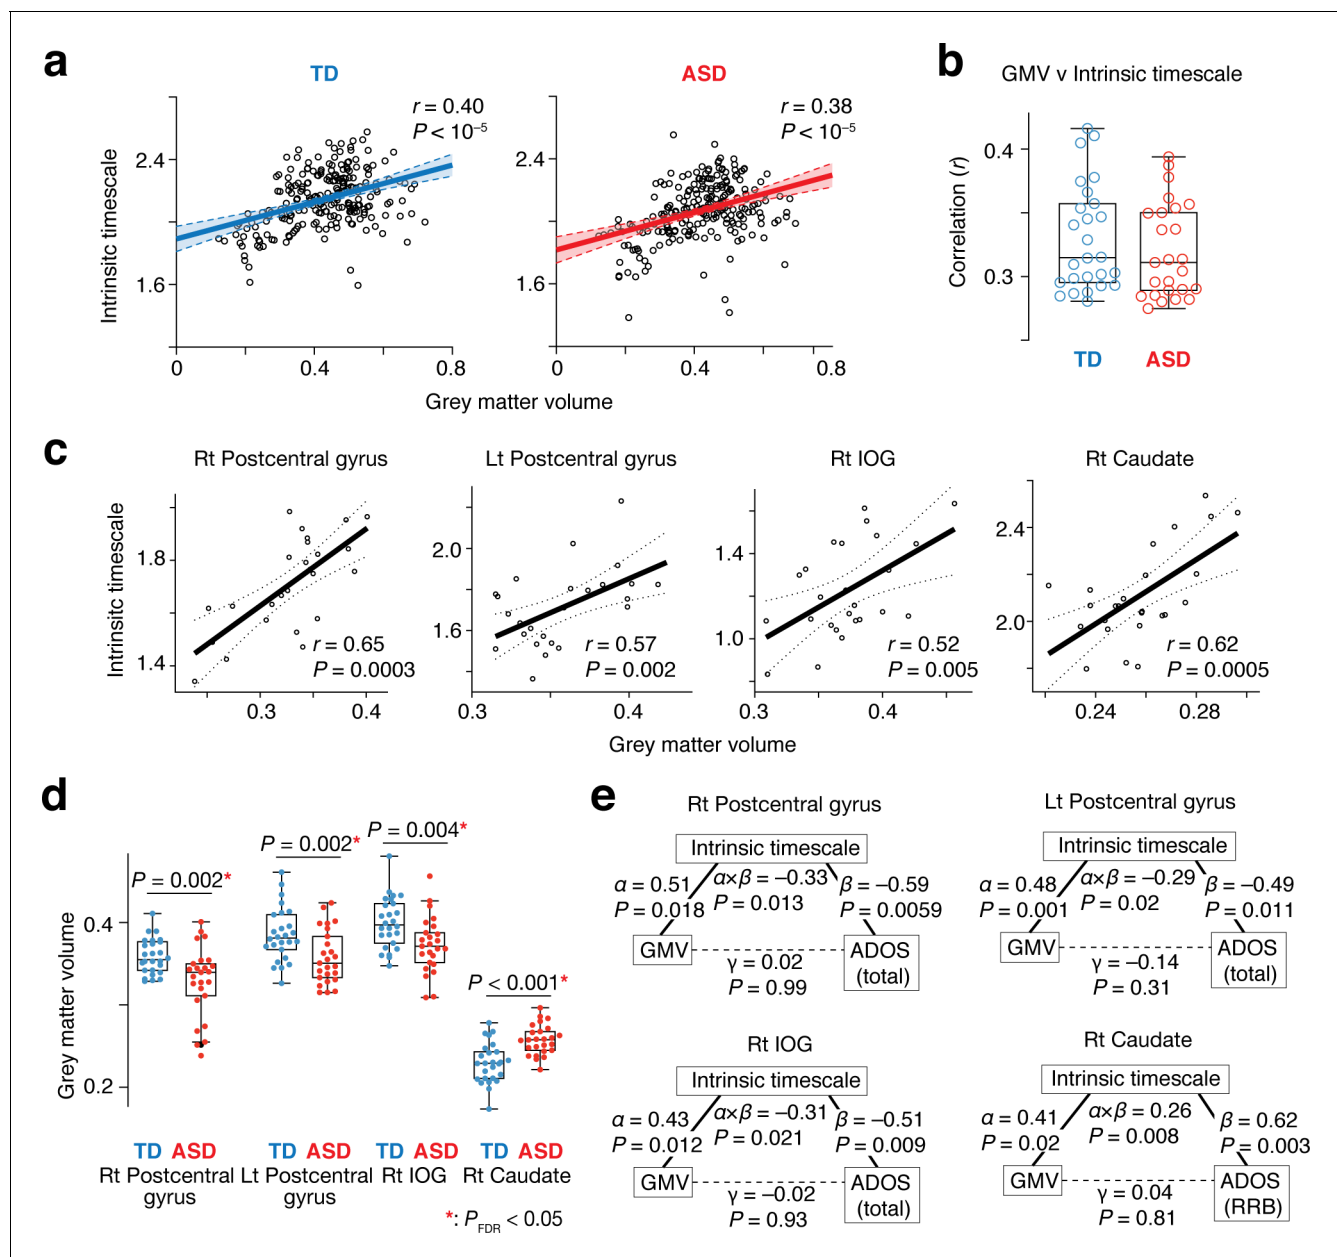 a
TD
ASD
r = 0.40
P < 10⁻⁵
r = 0.38
P < 10⁻⁵
Intrinsitc timescale
2.4
1.6
2.4
1.6
0
0.4
0.8
0
0.4
0.8
Grey matter volume
b
GMV v Intrinsic timescale
Correlation (r)
0.4
0.3
TD
ASD
c
Rt Postcentral gyrus
Lt Postcentral gyrus
Rt IOG
Rt Caudate
Intrinsitc timescale
1.8
1.4
r = 0.65
P = 0.0003
0.3
0.4
2.0
1.6
r = 0.57
P = 0.002
0.3
0.4
1.4
1.0
r = 0.52
P = 0.005
0.3
0.4
2.4
2.0
r = 0.62
P = 0.0005
0.24
0.28
Grey matter volume
d
P = 0.002*
P = 0.002*
P = 0.004*
P < 0.001*
Grey matter volume
0.4
0.2
TD ASD
Rt Postcentral
gyrus
TD ASD
Lt Postcentral
gyrus
TD ASD
Rt IOG
TD ASD
Rt Caudate
*: P FDR < 0.05
e
Rt Postcentral gyrus
Intrinsic timescale
α = 0.51
P = 0.018
α×β = −0.33
P = 0.013
β = −0.59
P = 0.0059
GMV
ADOS
(total)
γ = 0.02
P = 0.99
Lt Postcentral gyrus
Intrinsic timescale
α = 0.48
P = 0.001
α×β = −0.29
P = 0.02
β = −0.49
P = 0.011
GMV
ADOS
(total)
γ = −0.14
P = 0.31
Rt IOG
Intrinsic timescale
α = 0.43
P = 0.012
α×β = −0.31
P = 0.021
β = −0.51
P = 0.009
GMV
ADOS
(total)
γ = −0.02
P = 0.93
Rt Caudate
Intrinsic timescale
α = 0.41
P = 0.02
α×β = 0.26
P = 0.008
β = 0.62
P = 0.003
GMV
ADOS
(RRB)
γ = 0.04
P = 0.81